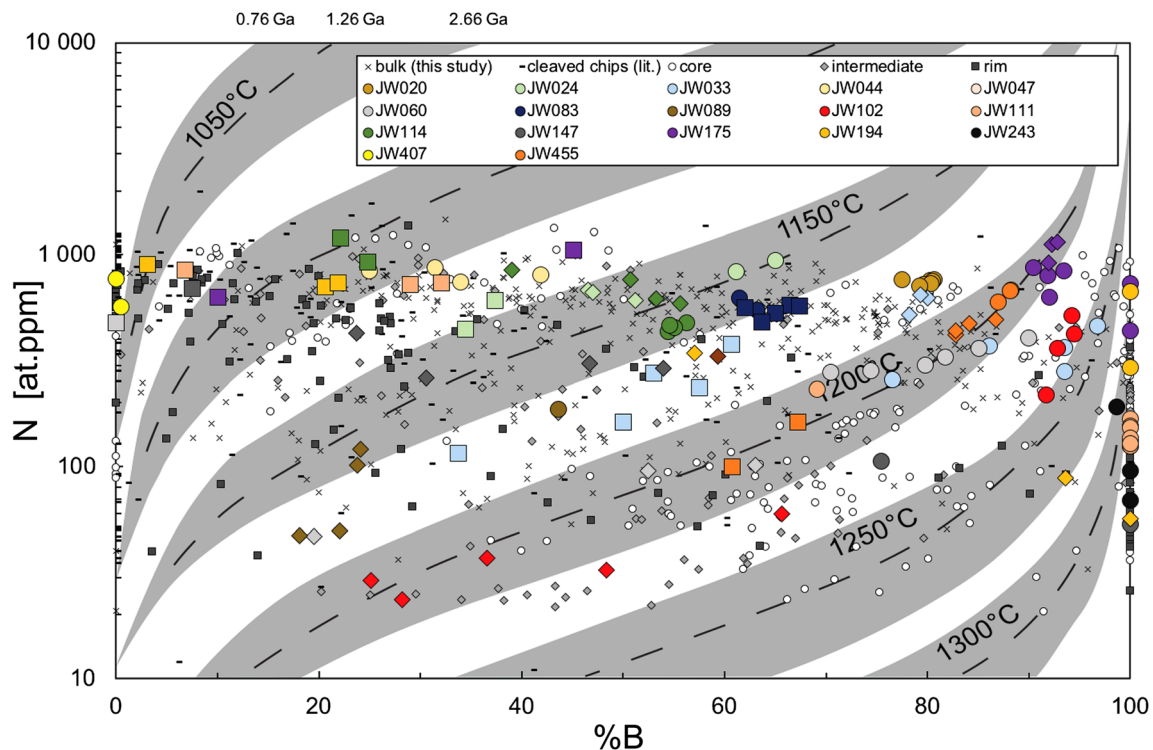 0.76 Ga 1.26 Ga 2.66 Ga
10 000
× bulk (this study) - cleaved chips (lit.) ○ core ◆ intermediate ■ rim
JW020 JW024 JW033 JW044 JW047
JW060 JW083 JW089 JW102 JW111
JW114 JW147 JW175 JW194 JW243
JW407 JW455
1050°C
1150°C
1 000
N [at.ppm]
200°C
100
1250°C
1300°C
10
0 20 40 60 80 100
%B